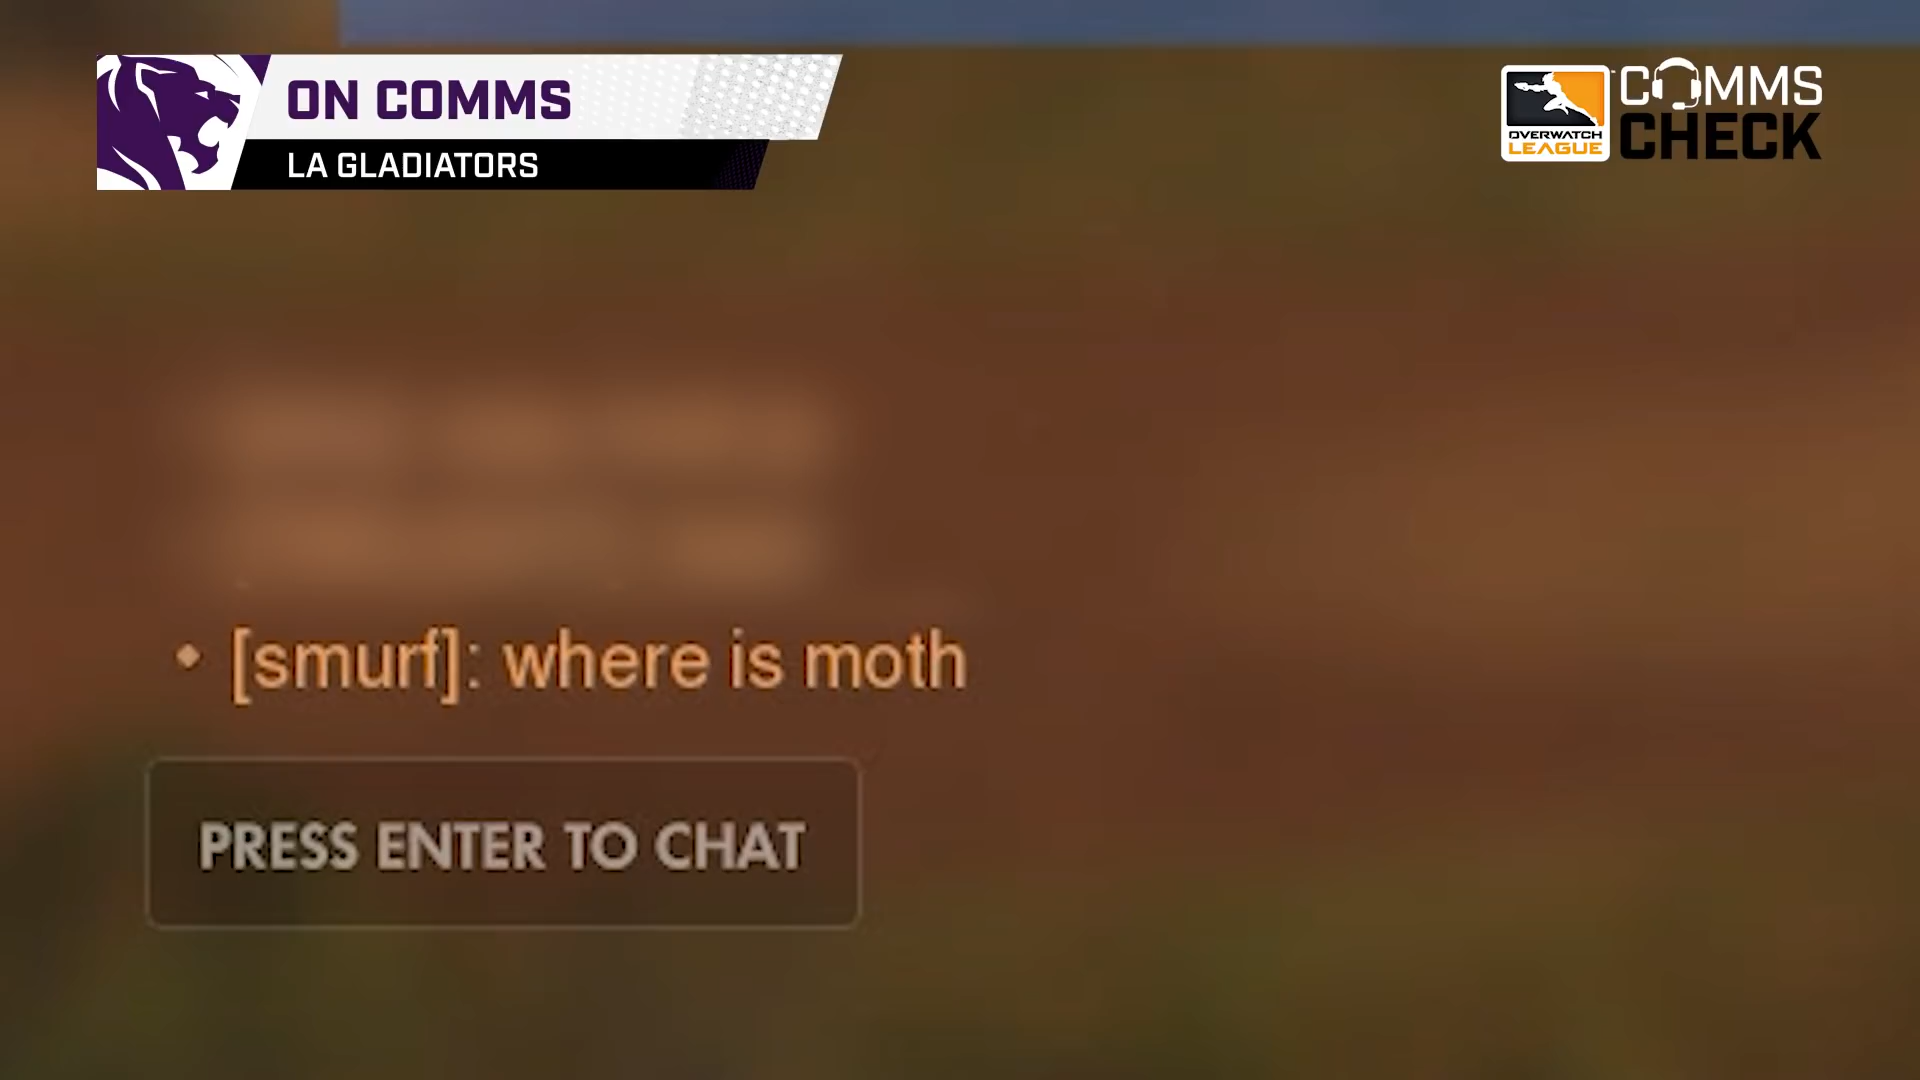 ON COMMS
LA GLADIATORS
OVERWATCH
LEAGUE
COMMS
CHECK
[smurf]: where is moth
PRESS ENTER TO CHAT